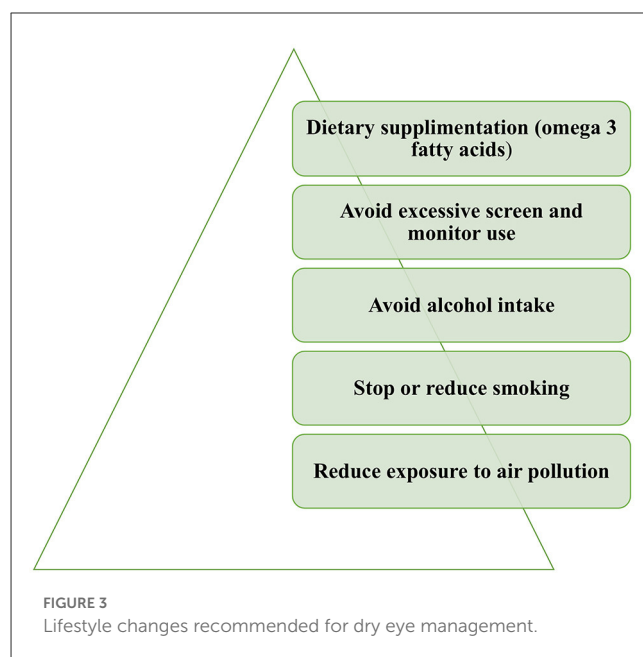 Dietary supplimentation (omega 3
fatty acids)
Avoid excessive screen and
monitor use
Avoid alcohol intake
Stop or reduce smoking
Reduce exposure to air pollution
FIGURE 3
Lifestyle changes recommended for dry eye management.